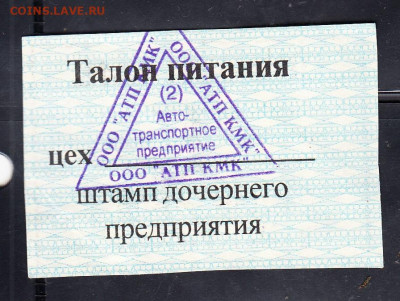 COINS.LAVE.RU
Талон питания
ООО "АТП КМК"
ООО "АТП КМК"
(2)
Авто-
транспортное
предприятие
цех
ООО "АТП КМК"
штамп дочернего
предприятия